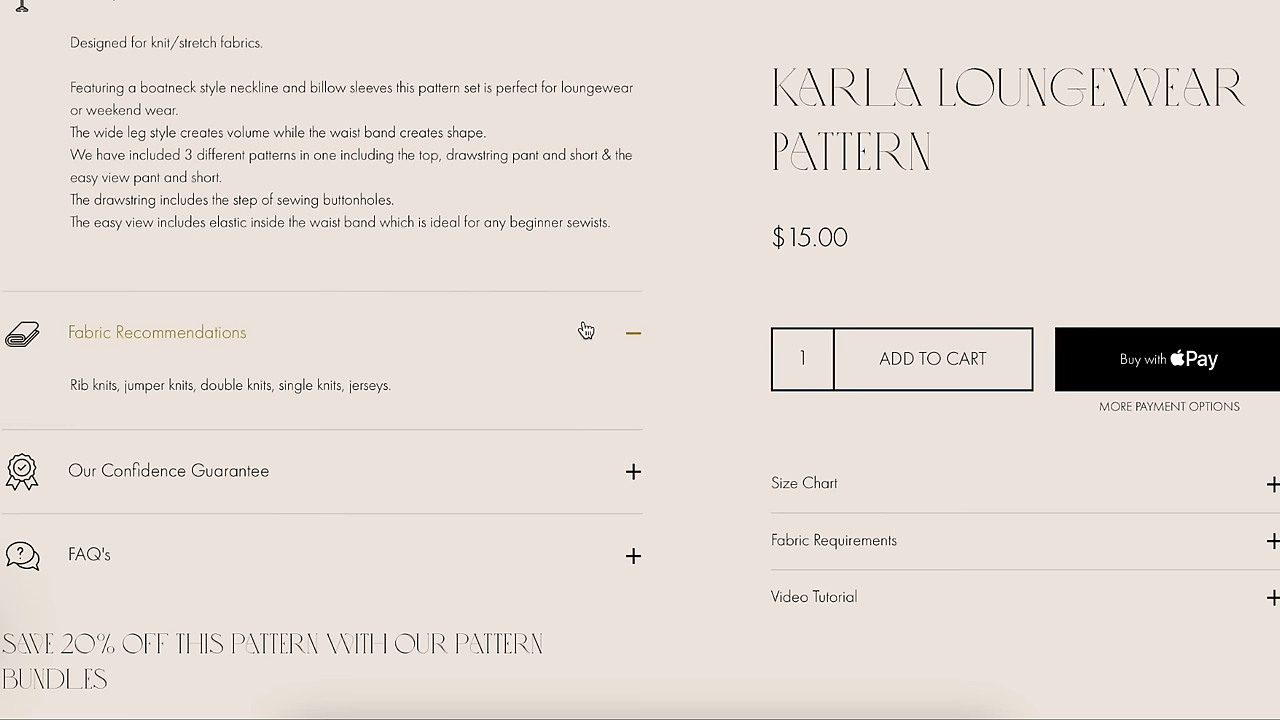 Designed for knit/stretch fabrics.
Featuring a boatneck style neckline and billow sleeves this pattern set is perfect for loungewear
or weekend wear.
The wide leg style creates volume while the waist band creates shape.
We have included 3 different patterns in one including the top, drawstring pant and short & the
easy view pant and short.
The drawstring includes the step of sewing buttonholes.
The easy view includes elastic inside the waist band which is ideal for any beginner sewists.
Fabric Recommendations
Rib knits, jumper knits, double knits, single knits, jerseys.
Our Confidence Guarantee
FAQ's
SAVE 20% OFF THIS PATTERN WITH OUR PATTERN
BUNDLES
KARLA LOUNGEWEAR
PATTERN
$15.00
1 ADD TO CART
Buy with Pay
MORE PAYMENT OPTIONS
Size Chart
Fabric Requirements
Video Tutorial